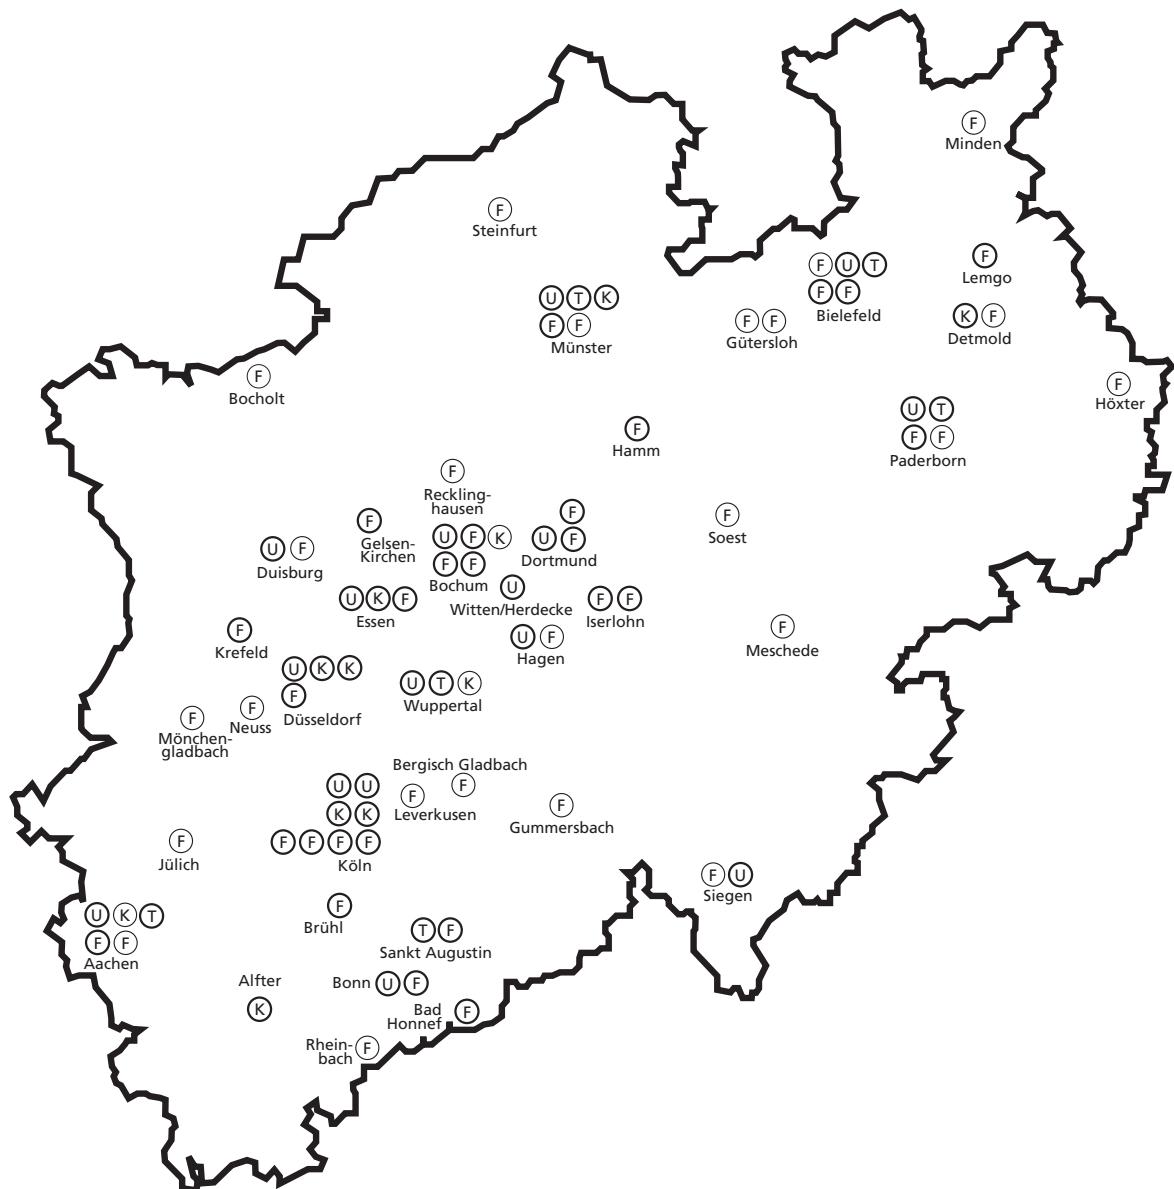 F
Minden
F
Steinfurt
F U T
F F
Bielefeld
F
Lemgo
U T K
F F
Münster
F F
Gütersloh
K F
Detmold
F
Bocholt
F
Höxter
U T
F F
Paderborn
F
Hamm
F
Reckling-
hausen
F
Gelsen-
Kirchen
U F K
F F
Bochum
F
U F
Dortmund
F
Soest
U F
Duisburg
U K F
Essen
U
Witten/Herdecke
F F
Iserlohn
U F
Hagen
F
Meschede
F
Krefeld
U K K
F
Düsseldorf
U T K
Wuppertal
F
Neuss
F
Mönchen-
gladbach
Bergisch Gladbach
F
F
Leverkusen
U U
K K
F F F F
Köln
F
Gummersbach
F
Jülich
F U
Siegen
U K T
F F
Aachen
F
Brühl
T F
Sankt Augustin
Alfter
K
Bonn U F
Bad
Honnef F
Rhein-
bach F